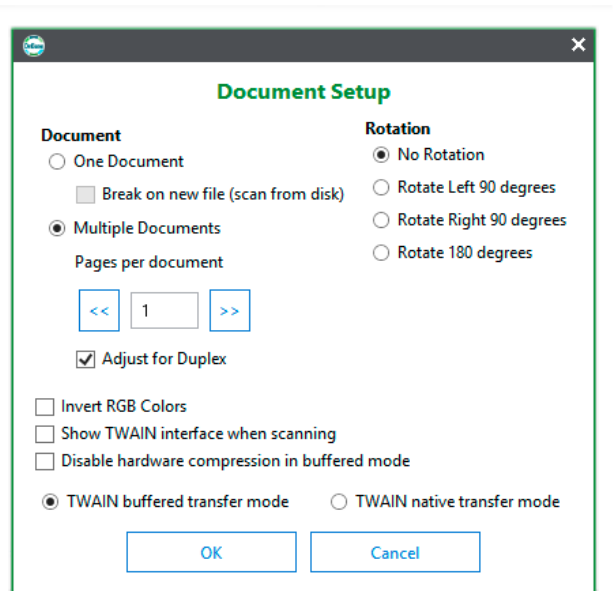 Document Setup
Document
One Document
Break on new file (scan from disk)
Multiple Documents
Pages per document
<< 1 >>
Adjust for Duplex
Rotation
No Rotation
Rotate Left 90 degrees
Rotate Right 90 degrees
Rotate 180 degrees
Invert RGB Colors
Show TWAIN interface when scanning
Disable hardware compression in buffered mode
TWAIN buffered transfer mode TWAIN native transfer mode
OK Cancel